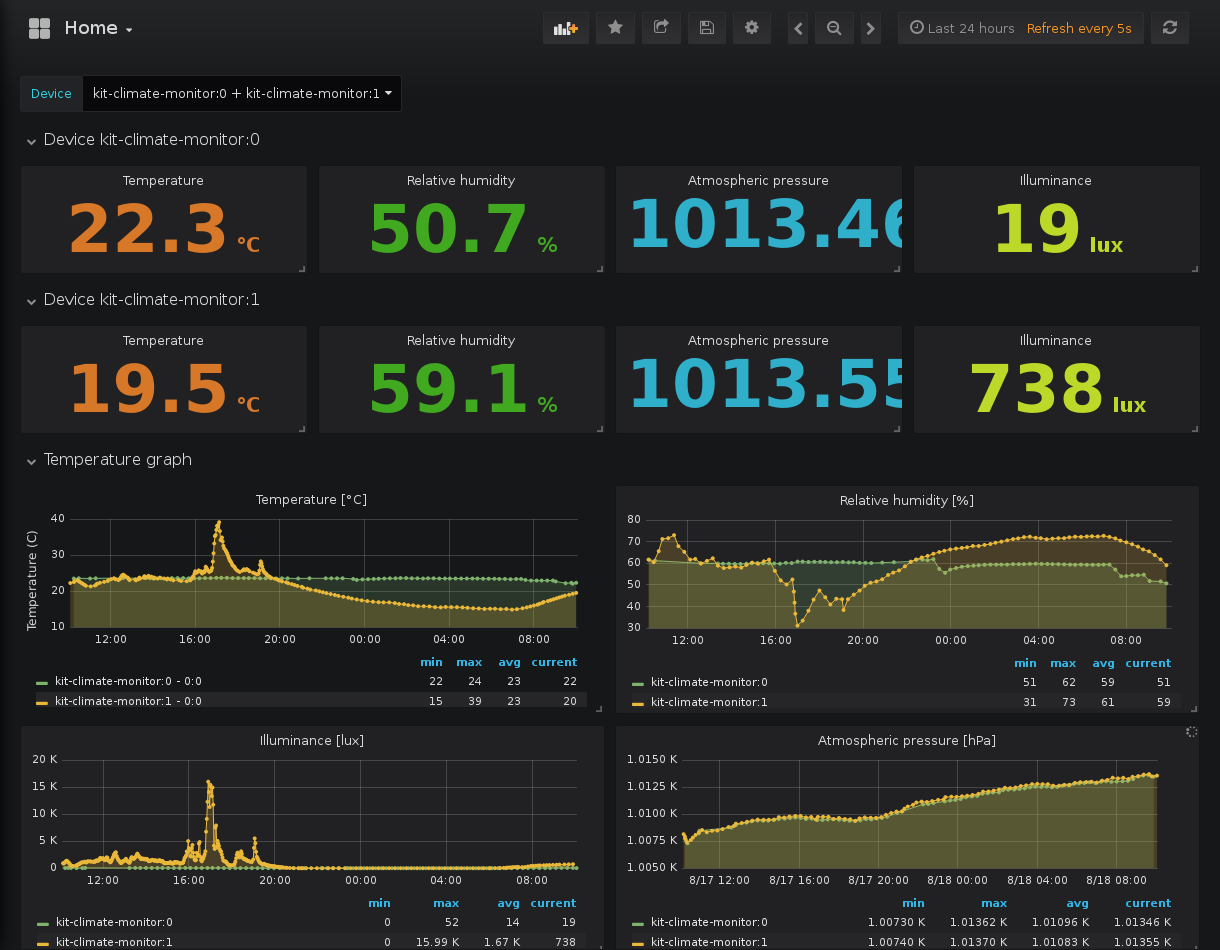 Home
Last 24 hours Refresh every 5s
Device kit-climate-monitor:0 + kit-climate-monitor:1
Device kit-climate-monitor:0
Temperature Relative humidity Atmospheric pressure Illuminance
22.3 °C 50.7 % 1013.46 19 lux
Device kit-climate-monitor:1
Temperature Relative humidity Atmospheric pressure Illuminance
19.5 °C 59.1 % 1013.55 738 lux
Temperature graph
Temperature [°C]
Temperature (C)
40
30
20
10
12:00 16:00 20:00 00:00 04:00 08:00
min max avg current
kit-climate-monitor:0 - 0:0 22 24 23 22
kit-climate-monitor:1 - 0:0 15 39 23 20
Relative humidity [%]
80
70
60
50
40
30
12:00 16:00 20:00 00:00 04:00 08:00
min max avg current
kit-climate-monitor:0 51 62 59 51
kit-climate-monitor:1 31 73 61 59
Illuminance [lux]
20 K
15 K
10 K
5 K
0
12:00 16:00 20:00 00:00 04:00 08:00
min max avg current
kit-climate-monitor:0 0 52 14 19
kit-climate-monitor:1 0 15.99 K 1.67 K 738
Atmospheric pressure [hPa]
1.0150 K
1.0125 K
1.0100 K
1.0075 K
1.0050 K
8/17 12:00 8/17 16:00 8/17 20:00 8/18 00:00 8/18 04:00 8/18 08:00
min max avg current
kit-climate-monitor:0 1.00730 K 1.01362 K 1.01096 K 1.01346 K
kit-climate-monitor:1 1.00740 K 1.01370 K 1.01083 K 1.01355 K